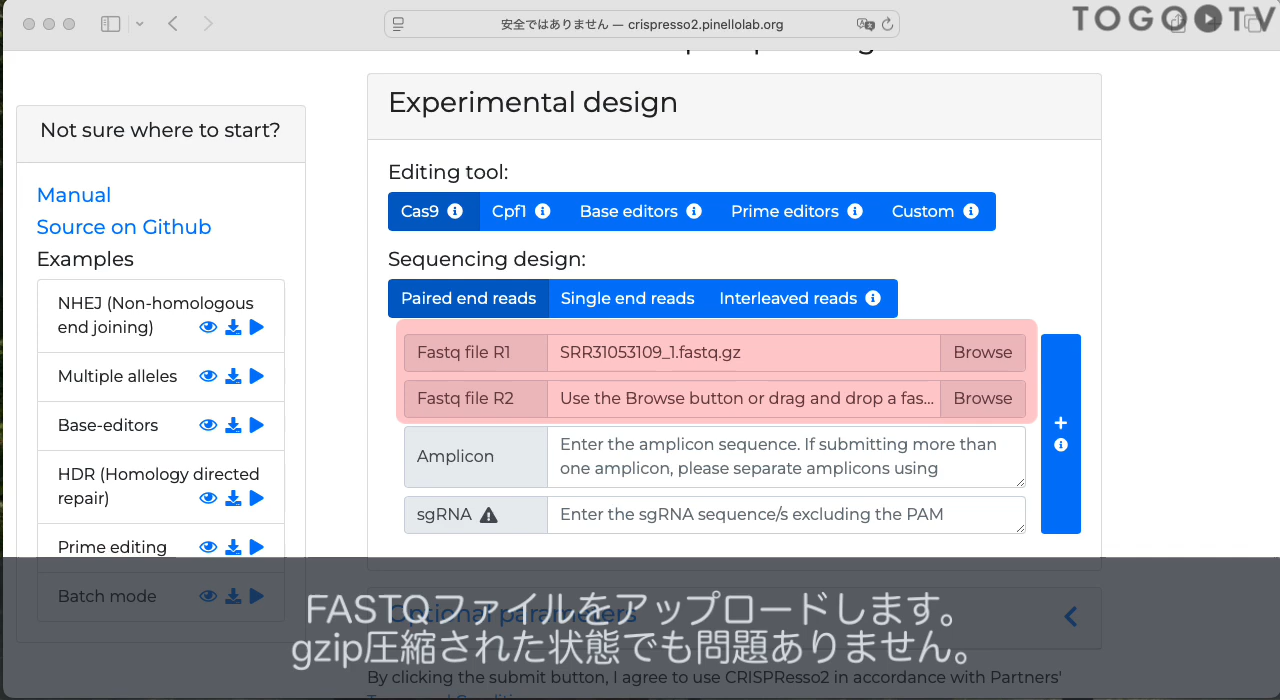 安全ではありません — crispresso2.pinellolab.org
TOGOTV
Experimental design
Not sure where to start?
Manual
Source on Github
Examples
NHEJ (Non-homologous
end joining)
Multiple alleles
Base-editors
HDR (Homology directed
repair)
Prime editing
Batch mode
Editing tool:
Cas9
Cpf1
Base editors
Prime editors
Custom
Sequencing design:
Paired end reads
Single end reads
Interleaved reads
Fastq file R1
SRR31053109_1.fastq.gz
Browse
Fastq file R2
Use the Browse button or drag and drop a fas...
Browse
Amplicon
Enter the amplicon sequence. If submitting more than
one amplicon, please separate amplicons using
sgRNA
Enter the sgRNA sequence/s excluding the PAM
Optional parameters
FASTQファイルをアップロードします。
gzip圧縮された状態でも問題ありません。
By clicking the submit button, I agree to use CRISPResso2 in accordance with Partners'